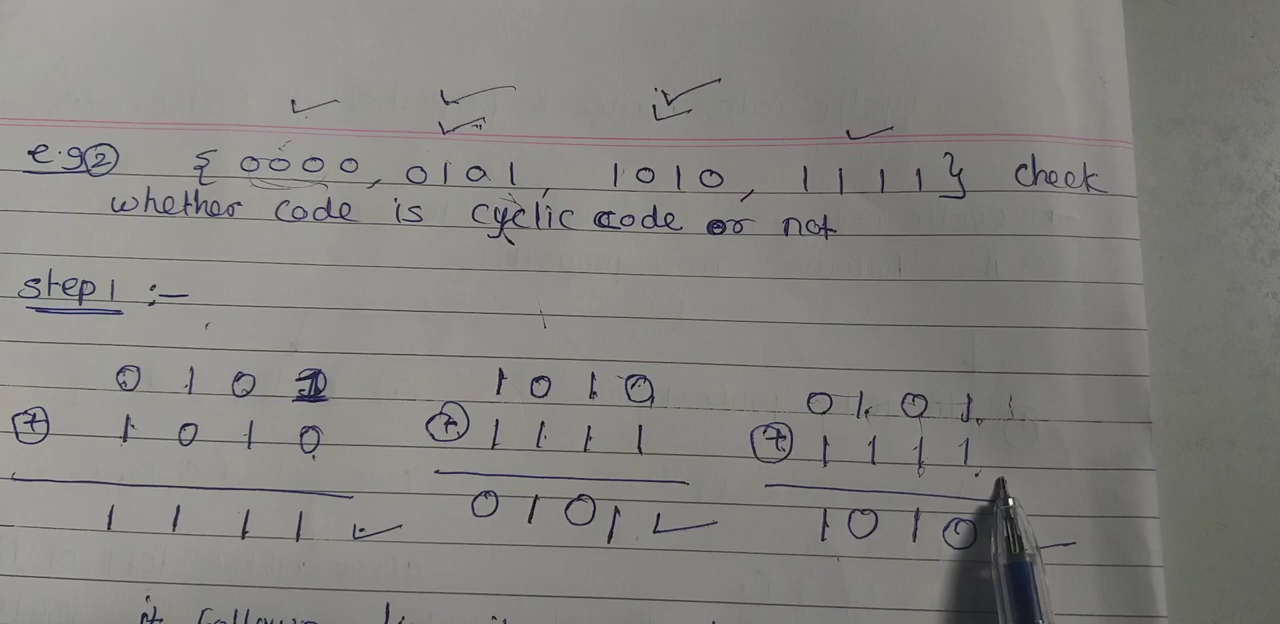 e.g② { 0000, 0101, 1010, 1111} check
whether code is cyclic code or not
step 1 :-
0 1 0 1
⊕ 1 0 1 0
1 1 1 1 ✓
1 0 1 0
⊕ 1 1 1 1
0 1 0 1 ✓
0 1 0 1
⊕ 1 1 1 1
1 0 1 0
it follows